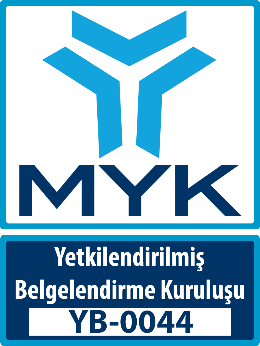 MYK
Yetkilendirilmiş
Belgelendirme Kuruluşu
YB-0044